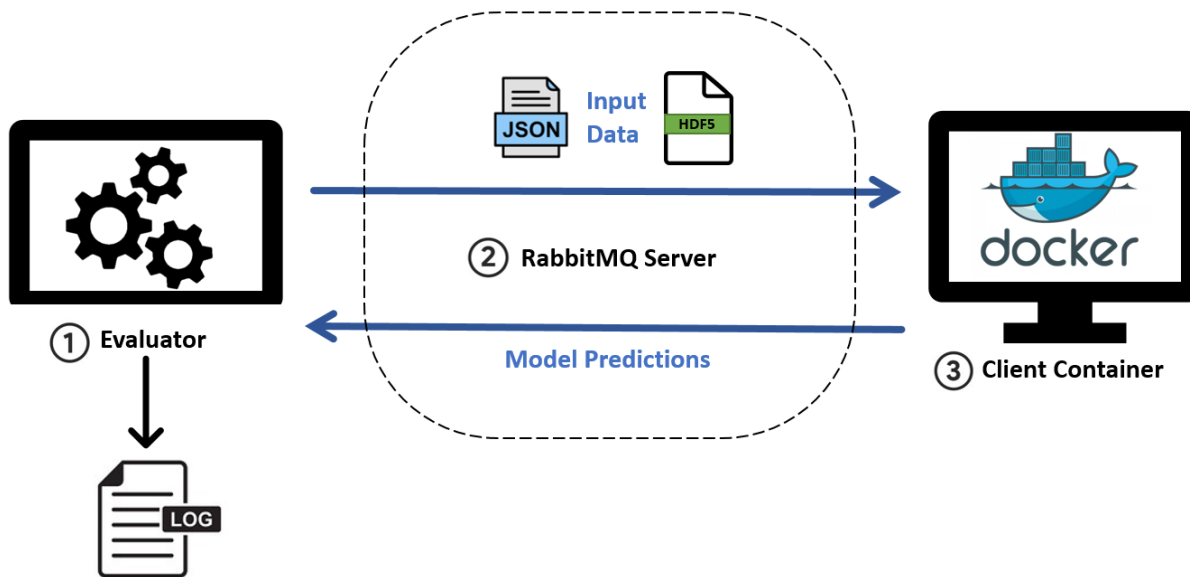 JSON
Input
Data
HDF5
docker
2 RabbitMQ Server
1 Evaluator
Model Predictions
3 Client Container
LOG